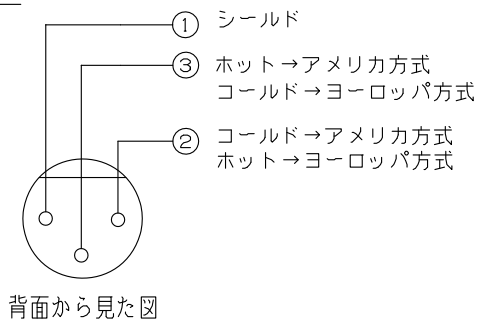 ① シールド
③ ホット→アメリカ方式
コールド→ヨーロッパ方式
② コールド→アメリカ方式
ホット→ヨーロッパ方式
背面から見た図